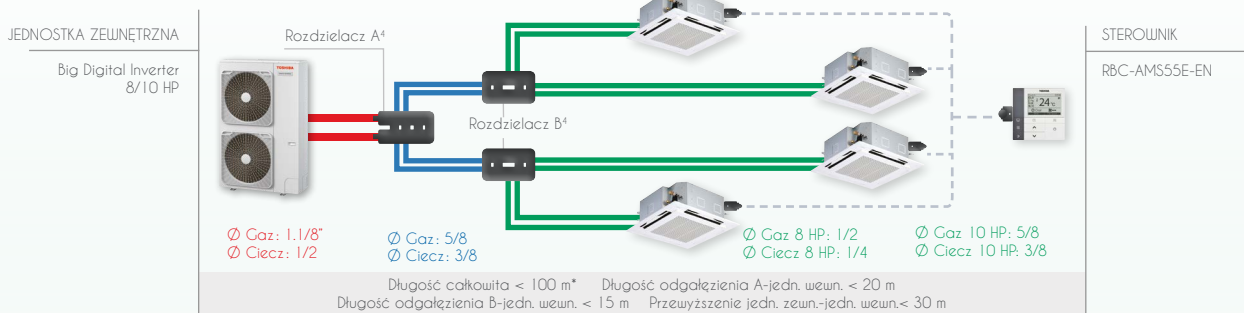 JEDNOSTKA ZEWNĘTRZNA
Big Digital Inverter
8/10 HP
Rozdzielacz A⁴
TOSHIBA
Rozdzielacz B⁴
STEROWNIK
RBC-AMS55E-EN
24
Ø Gaz: 1.1/8"
Ø Ciecz: 1/2
Ø Gaz: 5/8
Ø Ciecz: 3/8
Ø Gaz 8 HP: 1/2
Ø Ciecz 8 HP: 1/4
Ø Gaz 10 HP: 5/8
Ø Ciecz 10 HP: 3/8
Długość całkowita < 100 m* Długość odgałęzienia A-jedn. wewn. < 20 m
Długość odgałęzienia B-jedn. wewn. < 15 m Przewyższenie jedn. zewn.-jedn. wewn.< 30 m